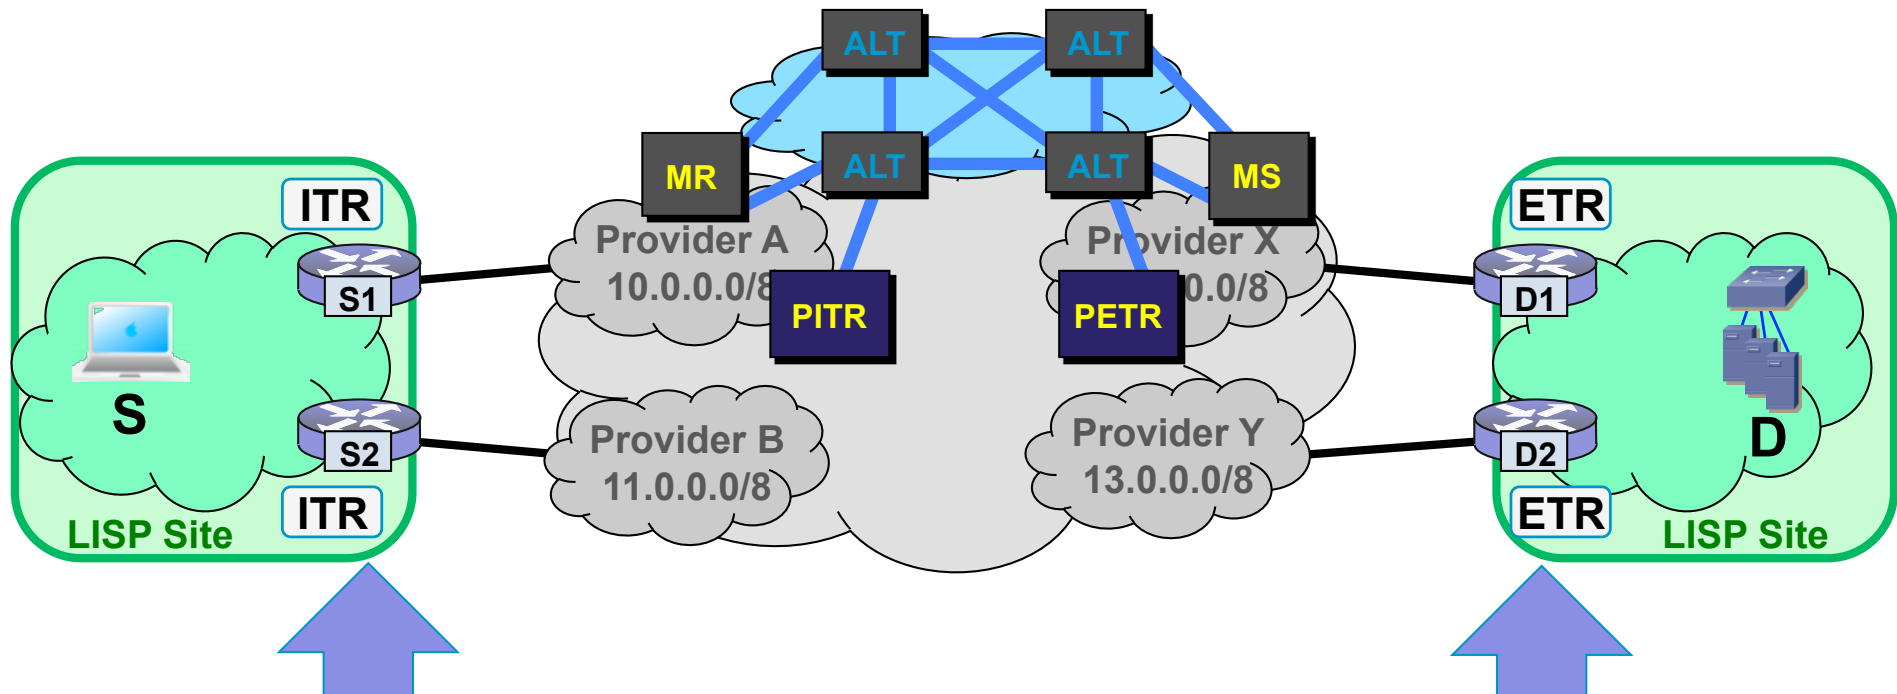 ALT
ALT
MR
ALT
ALT
MS
ITR
ETR
Provider A
10.0.0.0/8
Provider X
0.0/8
S1
D1
PITR
PETR
S
D
Provider B
11.0.0.0/8
Provider Y
13.0.0.0/8
S2
D2
ITR
ETR
LISP Site
LISP Site